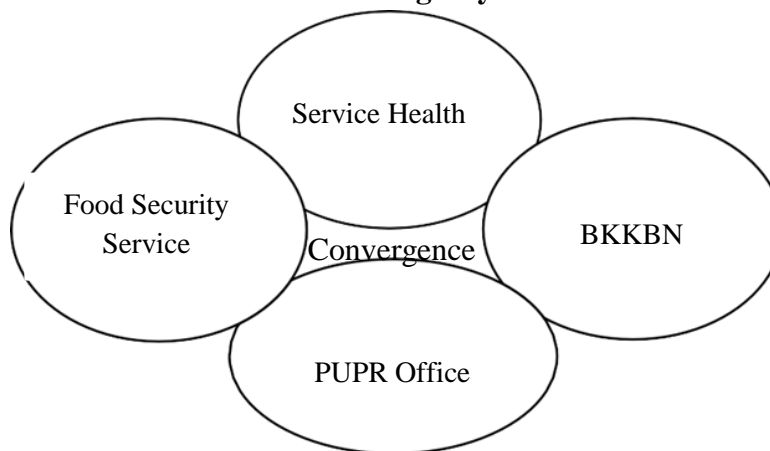 Service Health
Food Security
Service
Convergence
BKKBN
PUPR Office